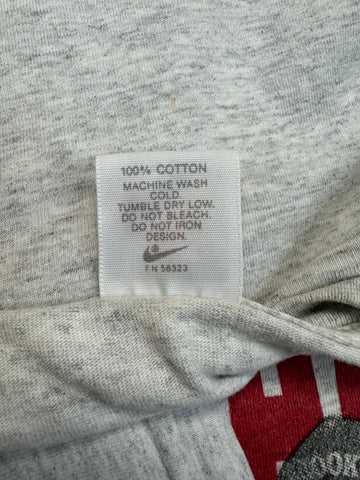 100% COTTON
MACHINE WASH
COLD.
TUMBLE DRY LOW.
DO NOT BLEACH.
DO NOT IRON
DESIGN.
FN 56323